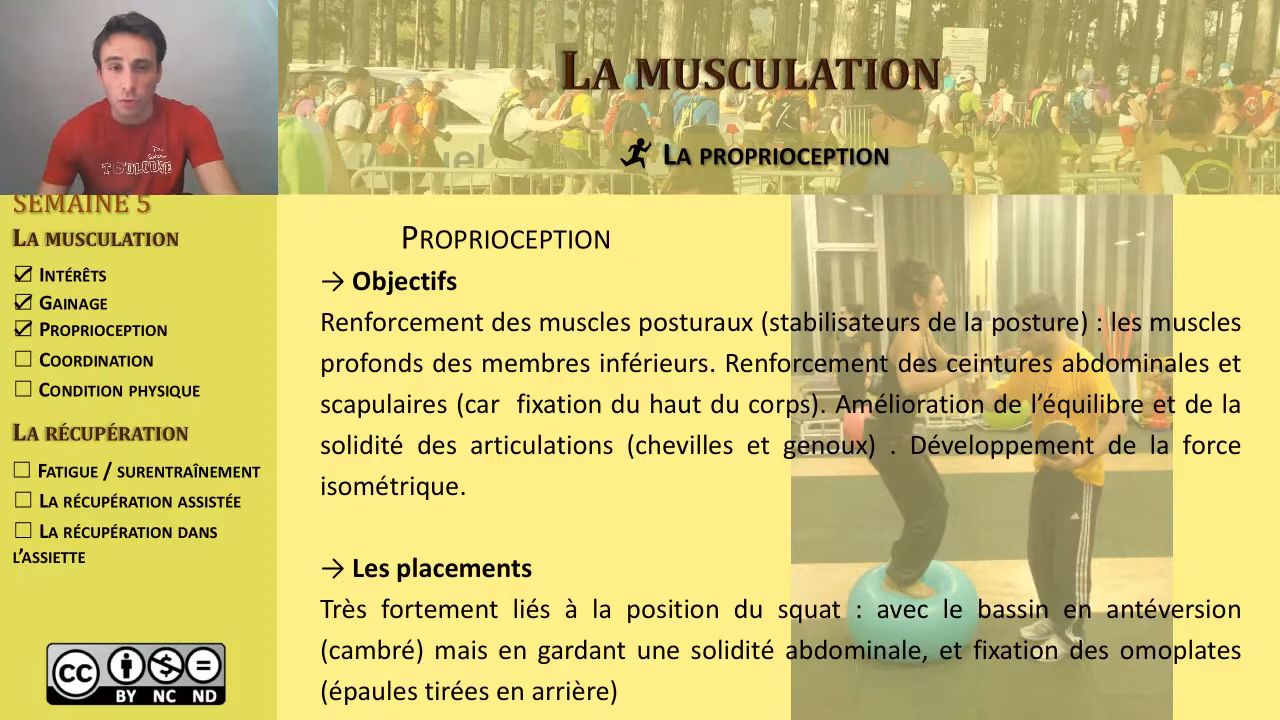 LA MUSCULATION
LA PROPRIOCEPTION
TOULOUSE
SEMAINE 5
LA MUSCULATION
☑ INTÉRÊTS
☑ GAINAGE
☑ PROPRIOCEPTION
☐ COORDINATION
☐ CONDITION PHYSIQUE
LA RÉCUPÉRATION
☐ FATIGUE / SURENTRAÎNEMENT
☐ LA RÉCUPÉRATION ASSISTÉE
☐ LA RÉCUPÉRATION DANS
L’ASSIETTE
CC BY NC ND
PROPRIOCEPTION
→ Objectifs
Renforcement des muscles posturaux (stabilisateurs de la posture) : les muscles
profonds des membres inférieurs. Renforcement des ceintures abdominales et
scapulaires (car fixation du haut du corps). Amélioration de l’équilibre et de la
solidité des articulations (chevilles et genoux) . Développement de la force
isométrique.
→ Les placements
Très fortement liés à la position du squat : avec le bassin en antéversion
(cambré) mais en gardant une solidité abdominale, et fixation des omoplates
(épaules tirées en arrière)